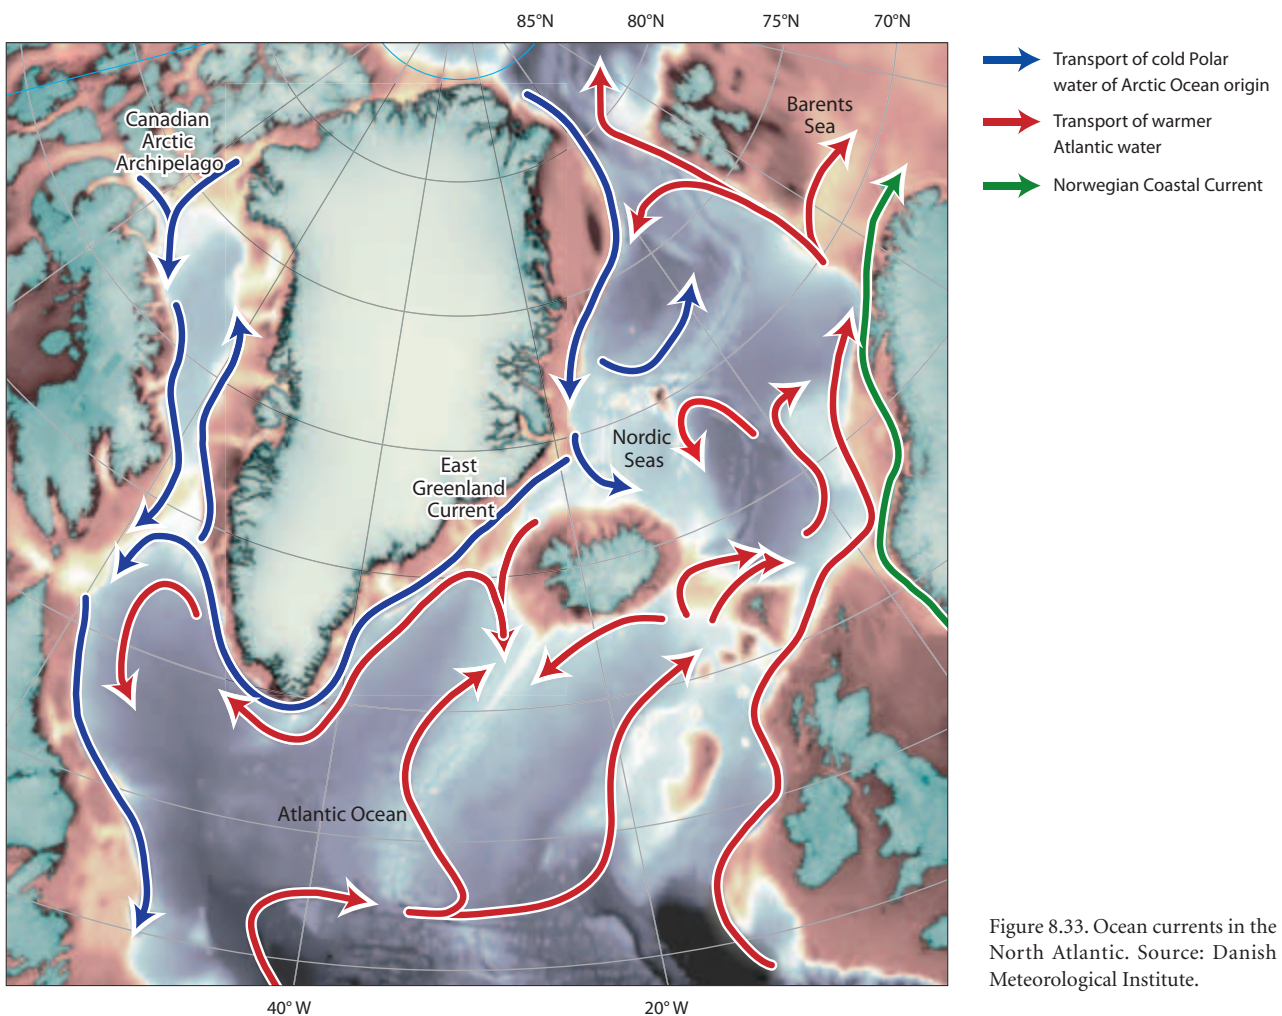 85°N
80°N
75°N
70°N
Canadian
Arctic
Archipelago
Barents
Sea
Nordic
Seas
East
Greenland
Current
Atlantic Ocean
40° W
20° W
Transport of cold Polar
water of Arctic Ocean origin
Transport of warmer
Atlantic water
Norwegian Coastal Current
Figure 8.33. Ocean currents in the
North Atlantic. Source: Danish
Meteorological Institute.